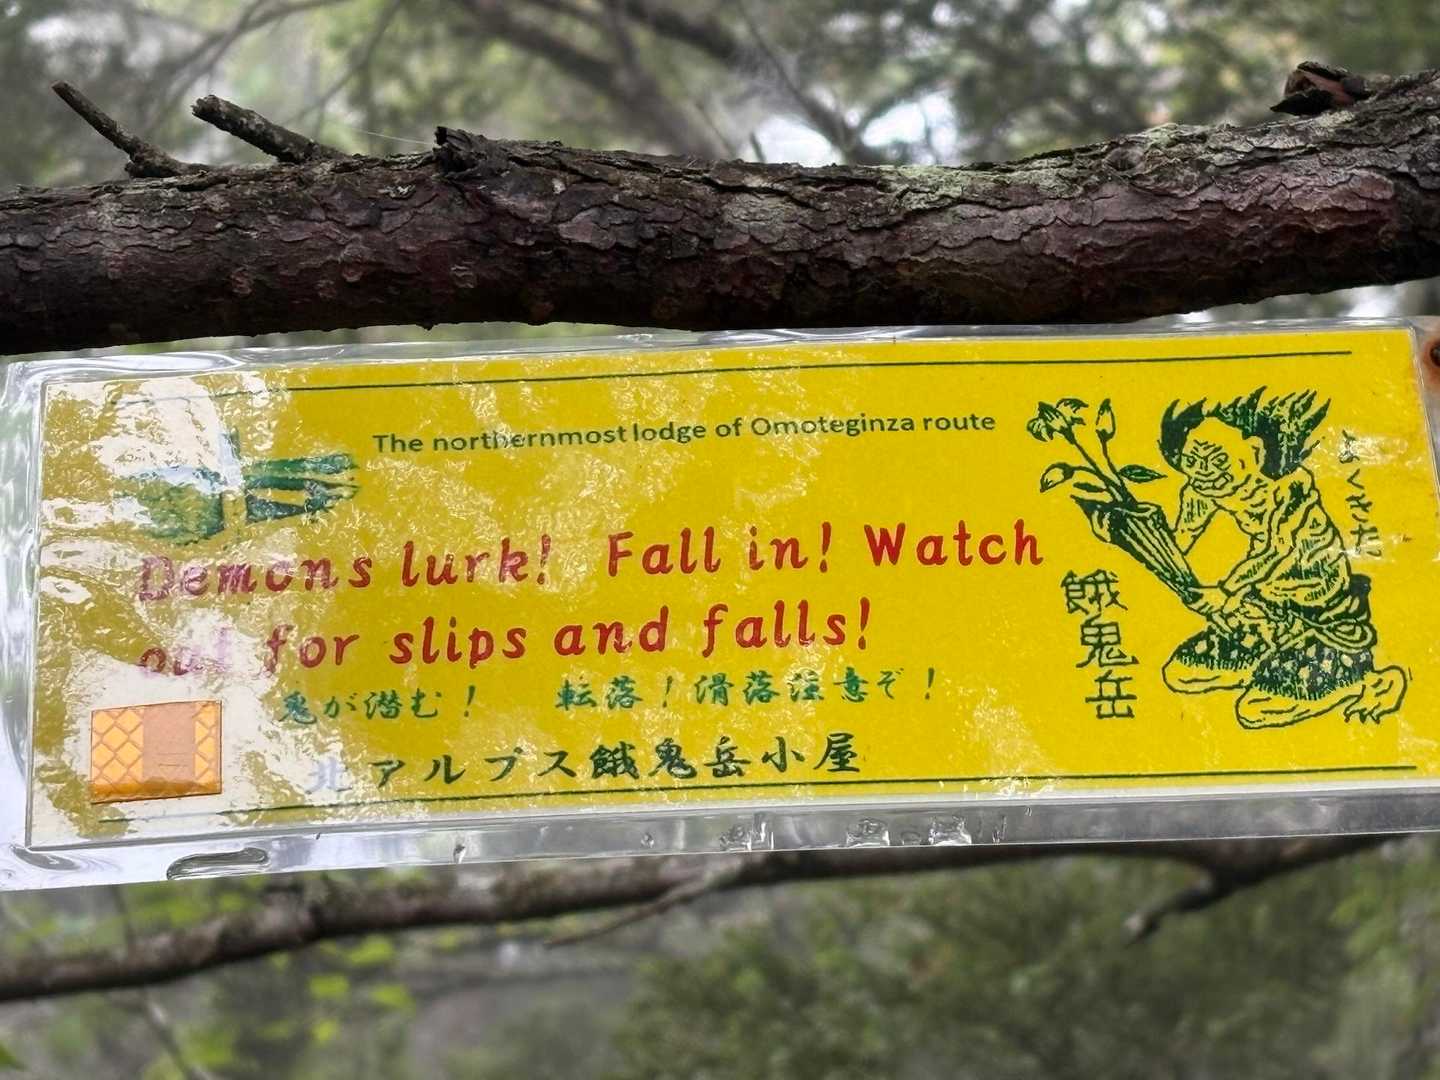 The northernmost lodge of Omoteginza route
Demons lurk! Fall in! Watch
out for slips and falls!
鬼が潜む！ 転落！滑落注意ぞ！
北アルプス餓鬼岳小屋
餓鬼岳
よくきた